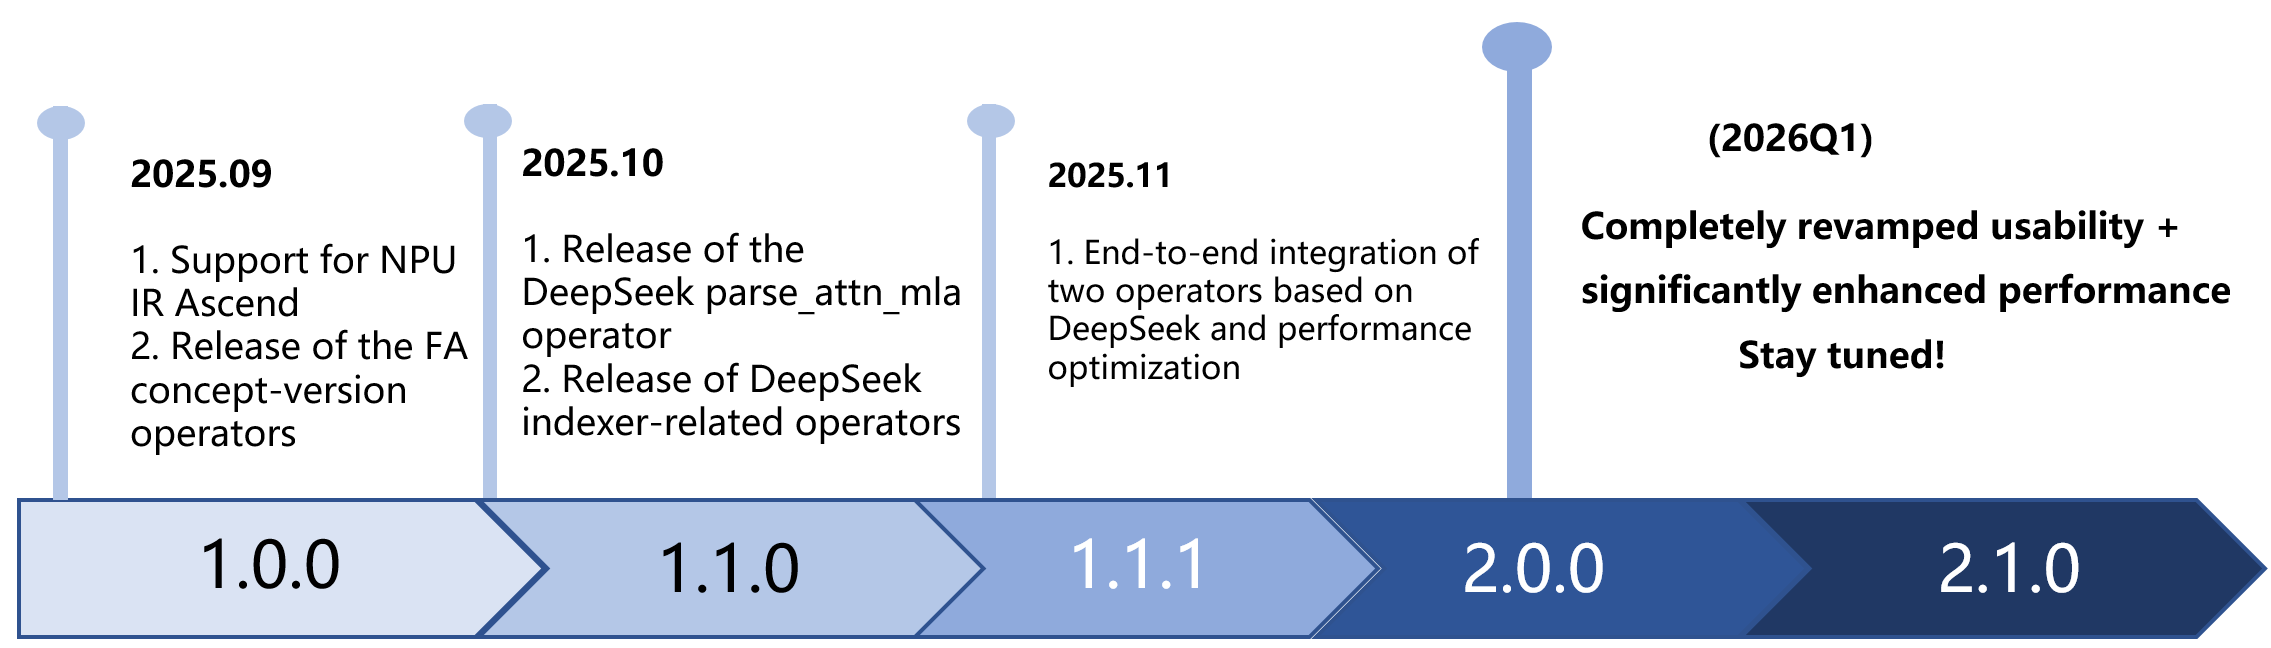 2025.09
1. Support for NPU
IR Ascend
2. Release of the FA
concept-version
operators
2025.10
1. Release of the
DeepSeek parse_attn_mla
operator
2. Release of DeepSeek
indexer-related operators
2025.11
1. End-to-end integration of
two operators based on
DeepSeek and performance
optimization
(2026Q1)
Completely revamped usability +
significantly enhanced performance
Stay tuned!
1.0.0
1.1.0
1.1.1
2.0.0
2.1.0